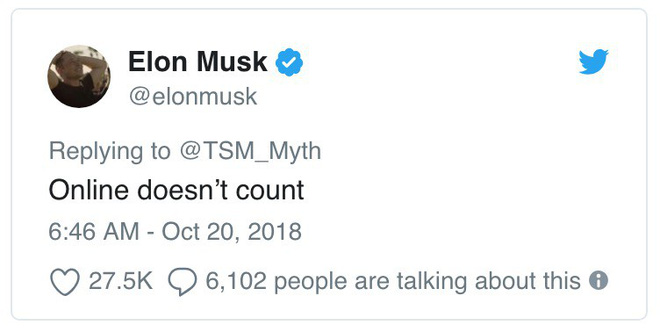 Elon Musk
@elonmusk
Replying to @TSM_Myth
Online doesn’t count
6:46 AM - Oct 20, 2018
27.5K 6,102 people are talking about this